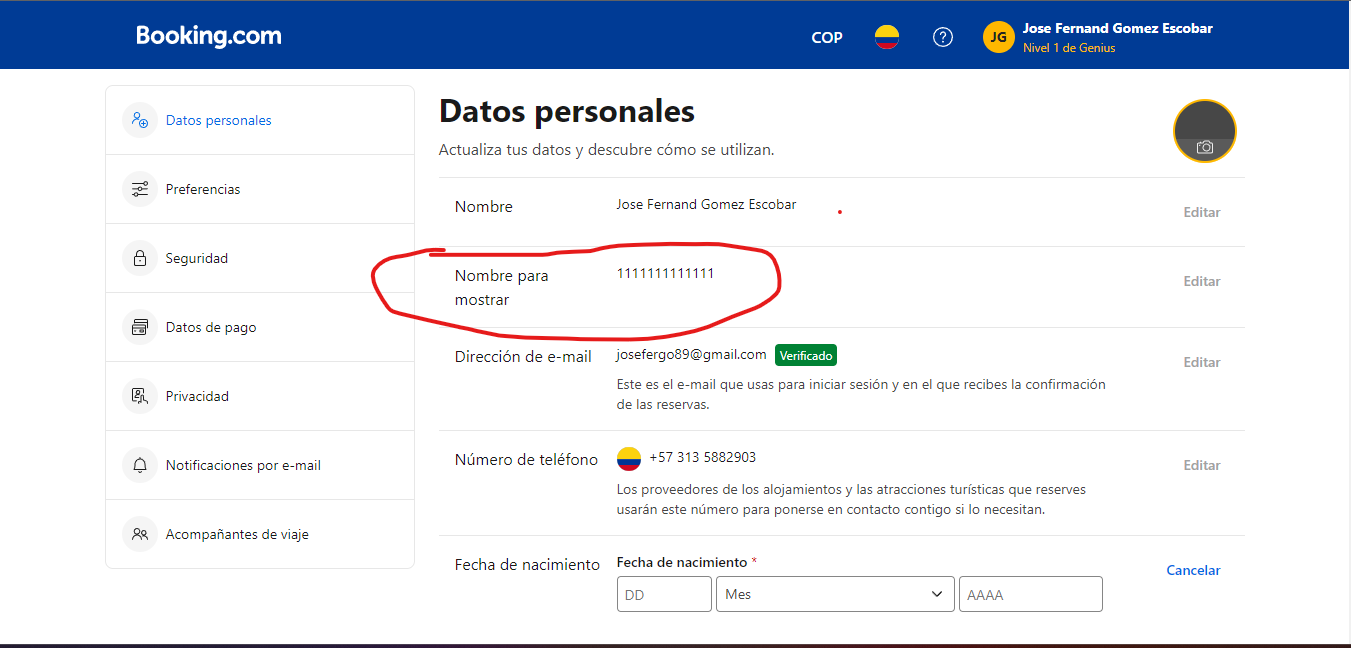 Booking.com
COP
JG
Jose Fernand Gomez Escobar
Nivel 1 de Genius
Datos personales
Preferencias
Seguridad
Datos de pago
Privacidad
Notificaciones por e-mail
Acompañantes de viaje
Datos personales
Actualiza tus datos y descubre cómo se utilizan.
Nombre
Jose Fernand Gomez Escobar
Editar
Nombre para
mostrar
1111111111111
Editar
Dirección de e-mail
josefergo89@gmail.com Verificado
Este es el e-mail que usas para iniciar sesión y en el que recibes la confirmación
de las reservas.
Editar
Número de teléfono
+57 313 5882903
Los proveedores de los alojamientos y las atracciones turísticas que reserves
usarán este número para ponerse en contacto contigo si lo necesitan.
Editar
Fecha de nacimiento
Fecha de nacimiento *
DD
Mes
AAAA
Cancelar